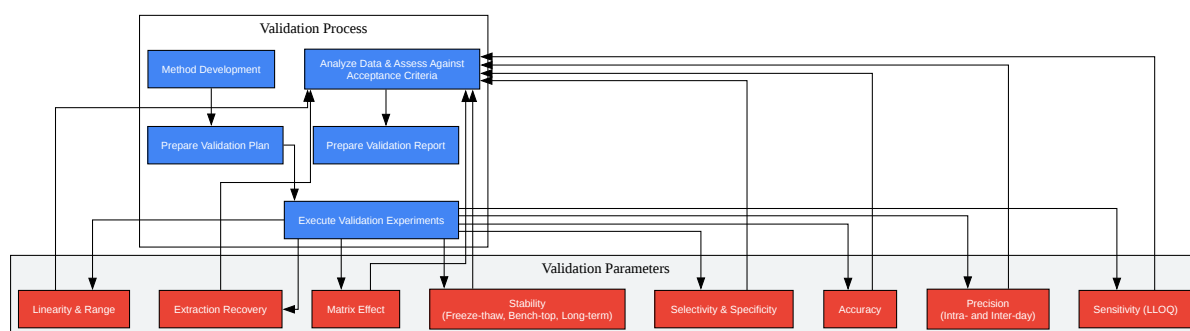 Validation Process
Method Development
Analyze Data & Assess Against
Acceptance Criteria
Prepare Validation Plan
Prepare Validation Report
Execute Validation Experiments
Validation Parameters
Linearity & Range
Extraction Recovery
Matrix Effect
Stability
(Freeze-thaw, Bench-top, Long-term)
Selectivity & Specificity
Accuracy
Precision
(Intra- and Inter-day)
Sensitivity (LLOQ)